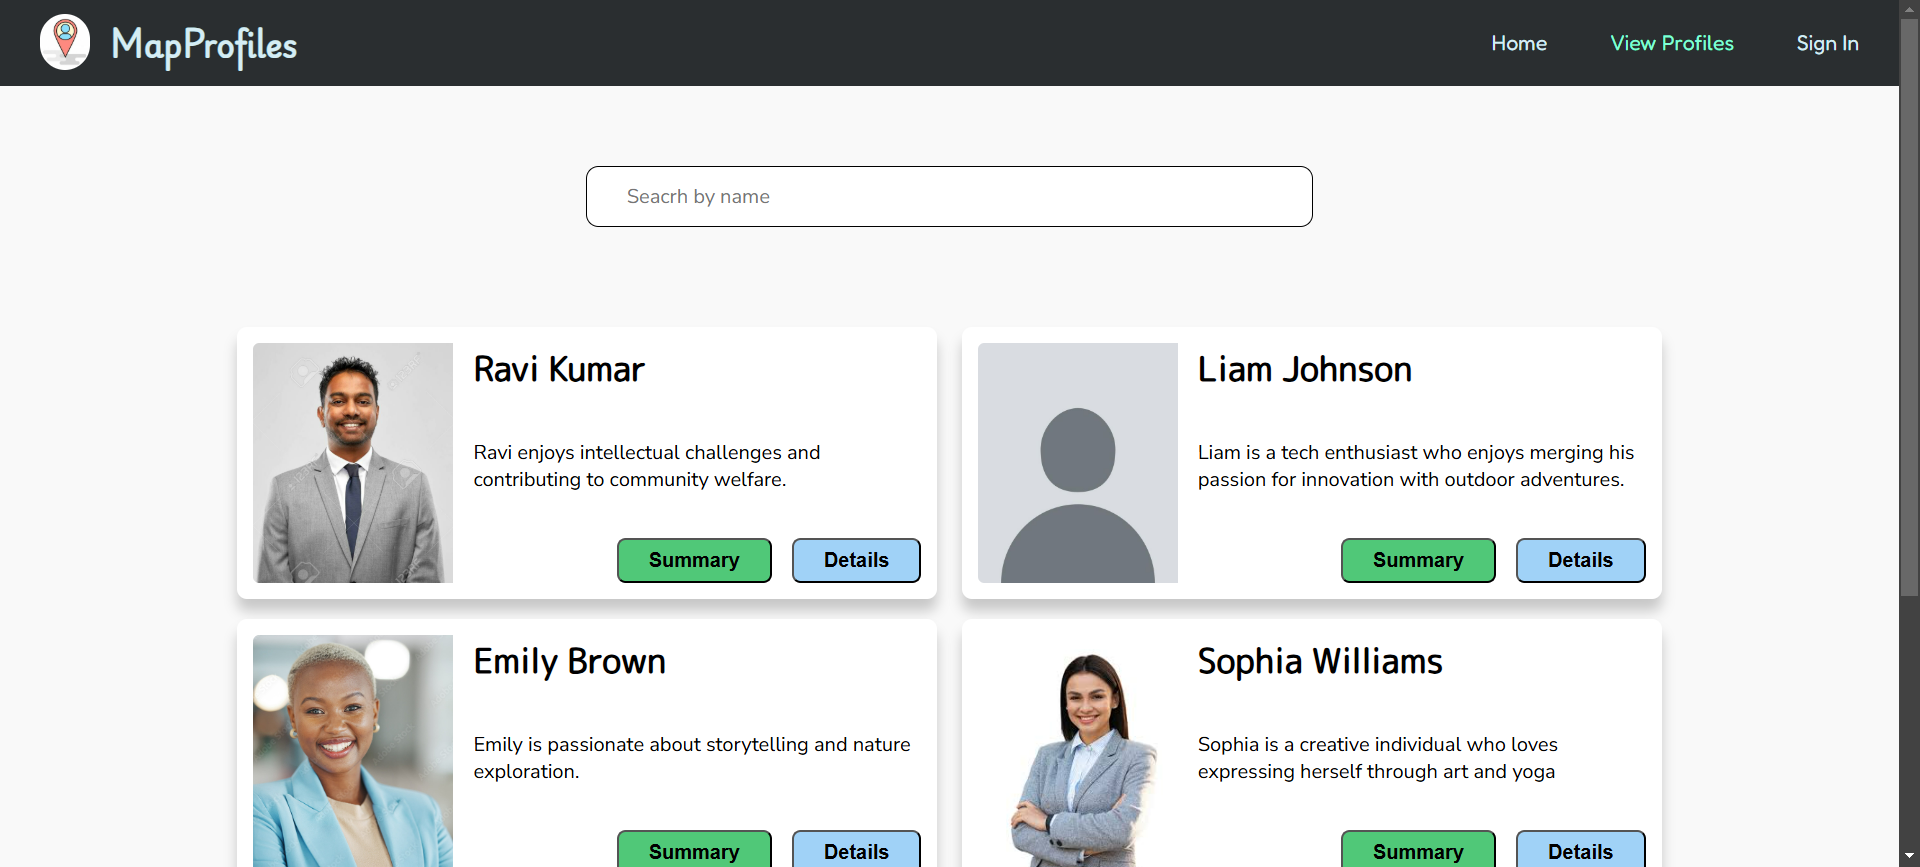 MapProfiles
Home
View Profiles
Sign In
Seacrh by name
Ravi Kumar
Ravi enjoys intellectual challenges and
contributing to community welfare.
Summary
Details
Liam Johnson
Liam is a tech enthusiast who enjoys merging his
passion for innovation with outdoor adventures.
Summary
Details
Emily Brown
Emily is passionate about storytelling and nature
exploration.
Summary
Details
Sophia Williams
Sophia is a creative individual who loves
expressing herself through art and yoga
Summary
Details